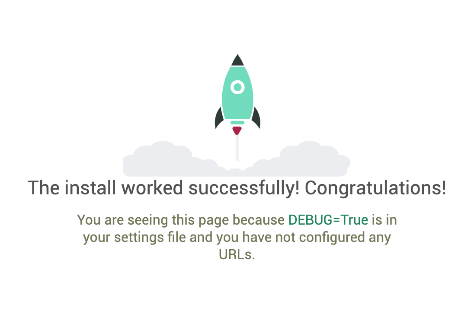 The install worked successfully! Congratulations!
You are seeing this page because DEBUG=True is in
your settings file and you have not configured any
URLs.